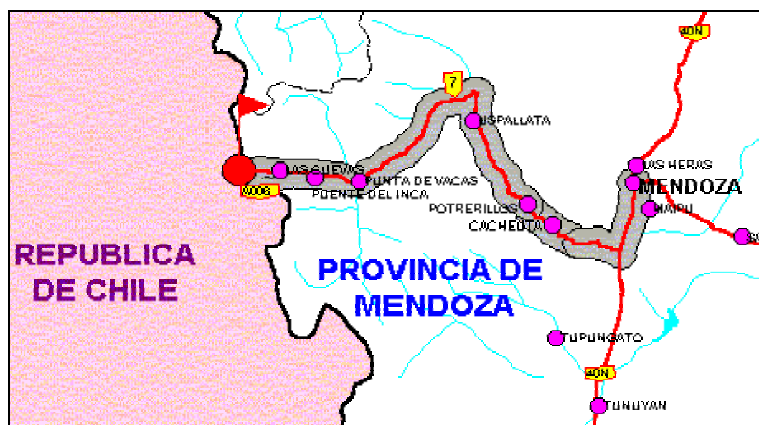 40N
7
USPALLATA
LAS CUEVAS
LAS HERAS
PUNTA DE VACAS
MENDOZA
A006
PUENTE DEL INCA
POTRERILLOS
MAIPU
CACHEUTA
REPUBLICA
DE CHILE
PROVINCIA DE
MENDOZA
TUPUNGATO
40N
TUNUYAN